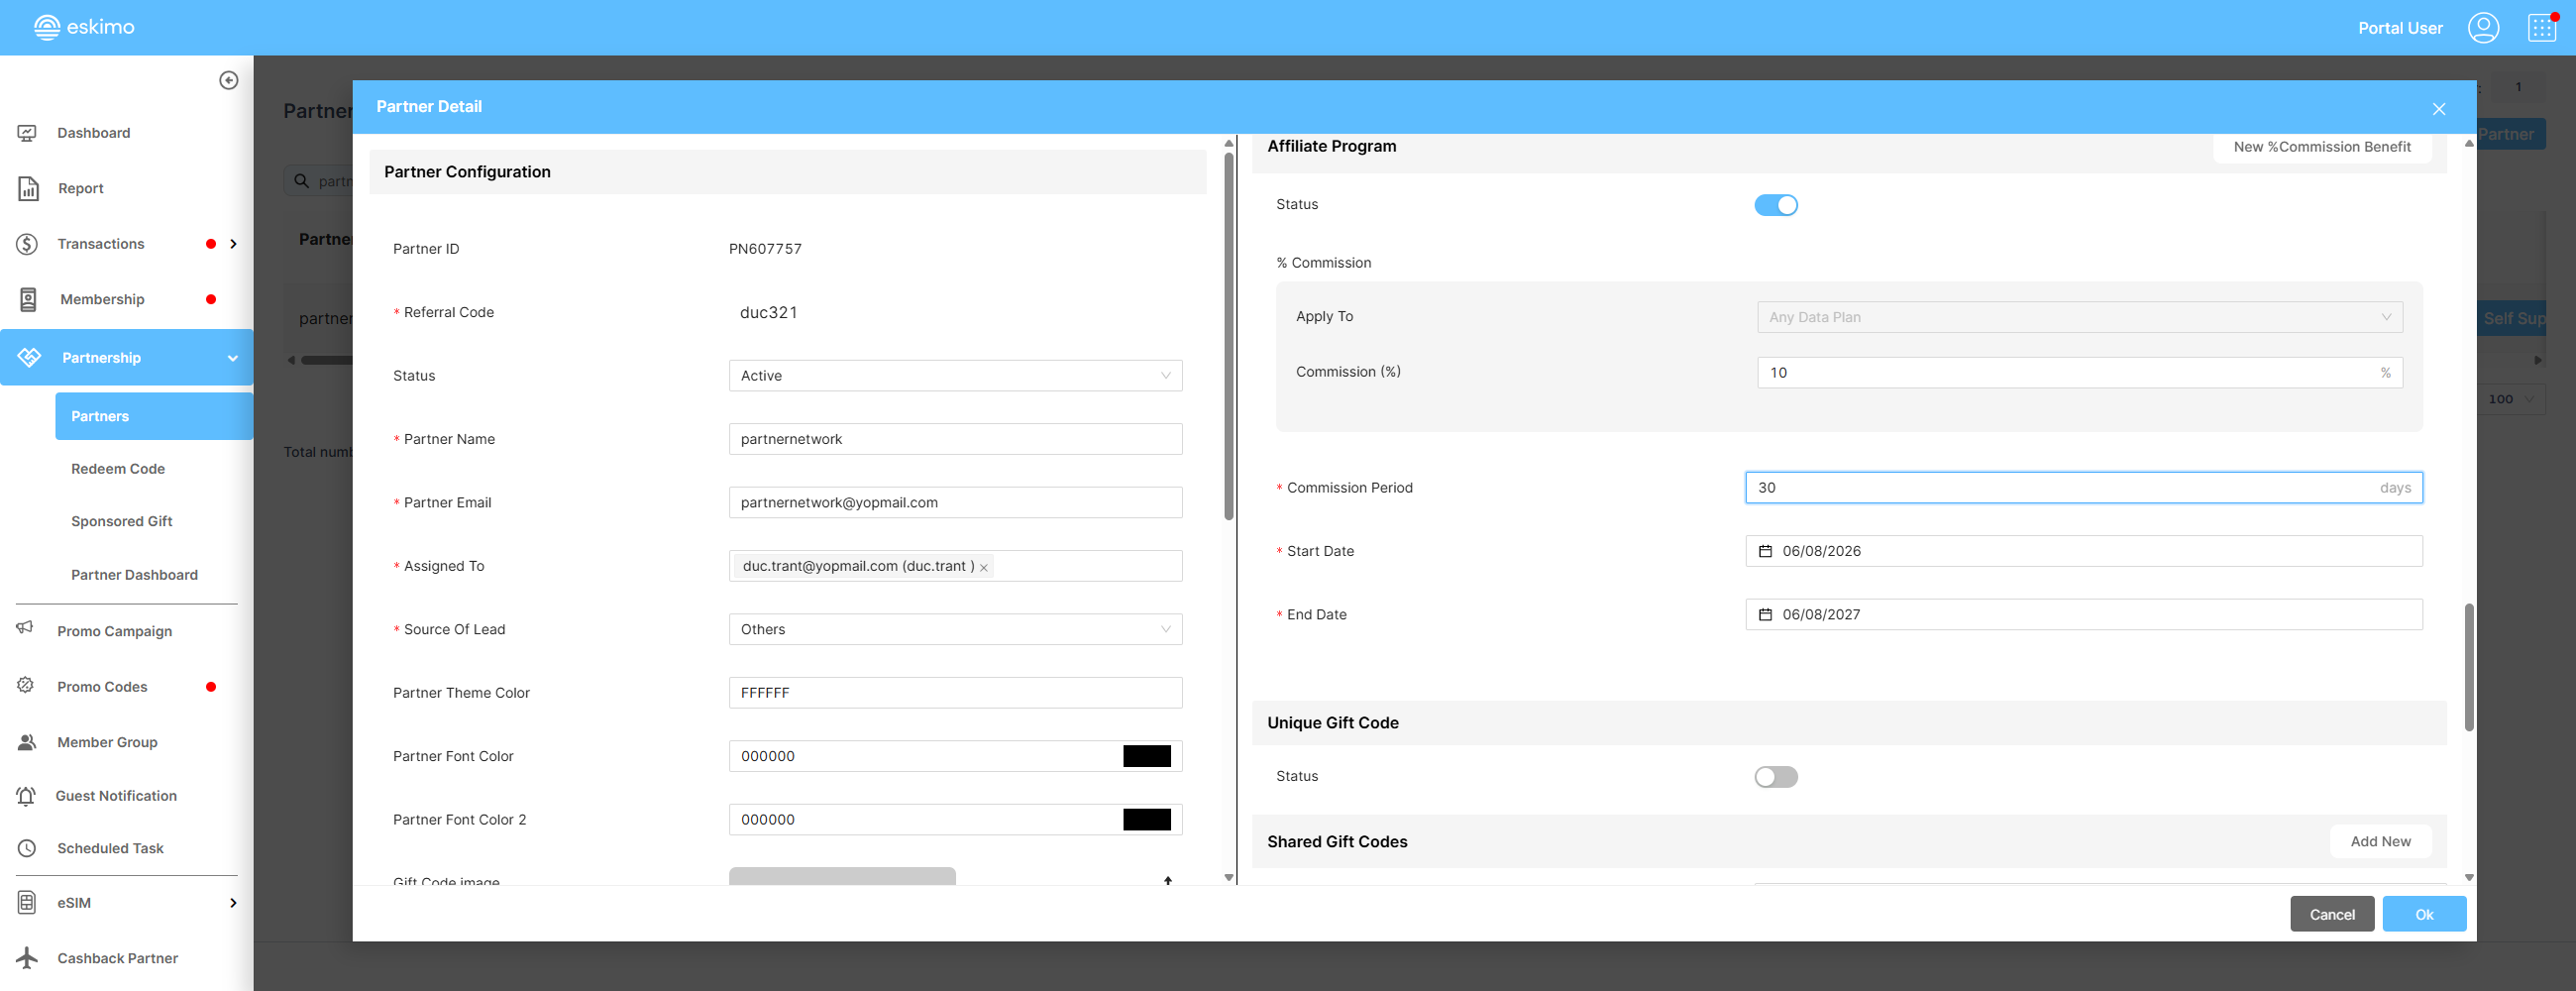 eskimo
Portal User
Dashboard
Report
Transactions
Membership
Partnership
Partners
Redeem Code
Sponsored Gift
Partner Dashboard
Promo Campaign
Promo Codes
Member Group
Guest Notification
Scheduled Task
eSIM
Cashback Partner
Partner
partn
Partner
partner
Total numb
1
Partner
Self Sup
100
Partner Detail
Partner Configuration
Partner ID
PN607757
* Referral Code
duc321
Status
Active
* Partner Name
partnernetwork
* Partner Email
partnernetwork@yopmail.com
* Assigned To
duc.trant@yopmail.com (duc.trant )
* Source Of Lead
Others
Partner Theme Color
FFFFFF
Partner Font Color
000000
Partner Font Color 2
000000
Gift Code image
Affiliate Program
New %Commission Benefit
Status
% Commission
Apply To
Any Data Plan
Commission (%)
10 %
* Commission Period
30 days
* Start Date
06/08/2026
* End Date
06/08/2027
Unique Gift Code
Status
Shared Gift Codes
Add New
Cancel
Ok